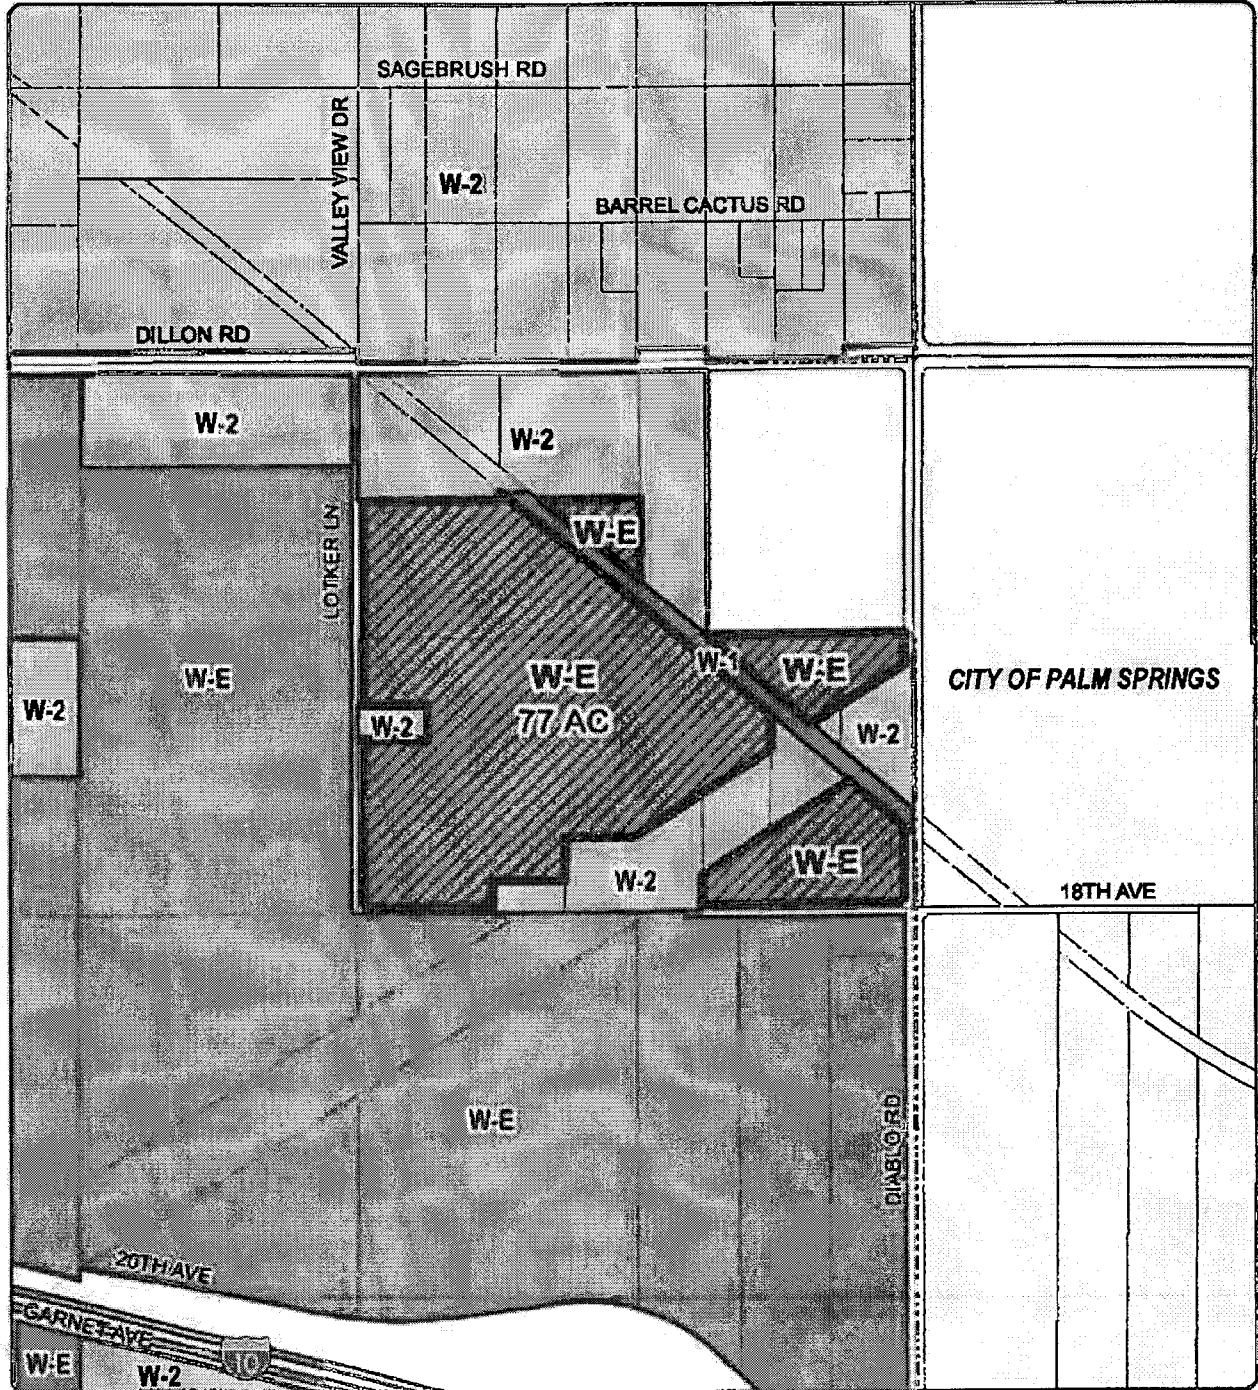 SAGEBRUSH RD
VALLEY VIEW DR
W-2
BARREL CACTUS RD
DILLON RD
W-2
W-2
LOTKER LN
W-E
W-E
W-E
77 AC
W-1
W-E
CITY OF PALM SPRINGS
W-2
W-2
W-2
W-E
W-2
18TH AVE
W-E
DIABLO RD
20TH AVE
GARNET AVE
10
W-E
W-2